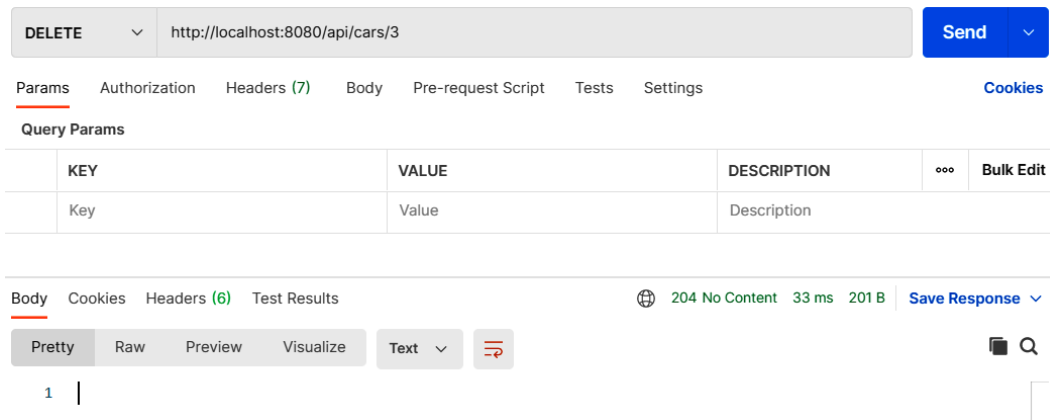 DELETE http://localhost:8080/api/cars/3 Send
Params Authorization Headers (7) Body Pre-request Script Tests Settings Cookies
Query Params
KEY VALUE DESCRIPTION ooo Bulk Edit
Key Value Description
Body Cookies Headers (6) Test Results 204 No Content 33 ms 201 B Save Response
Pretty Raw Preview Visualize Text
1